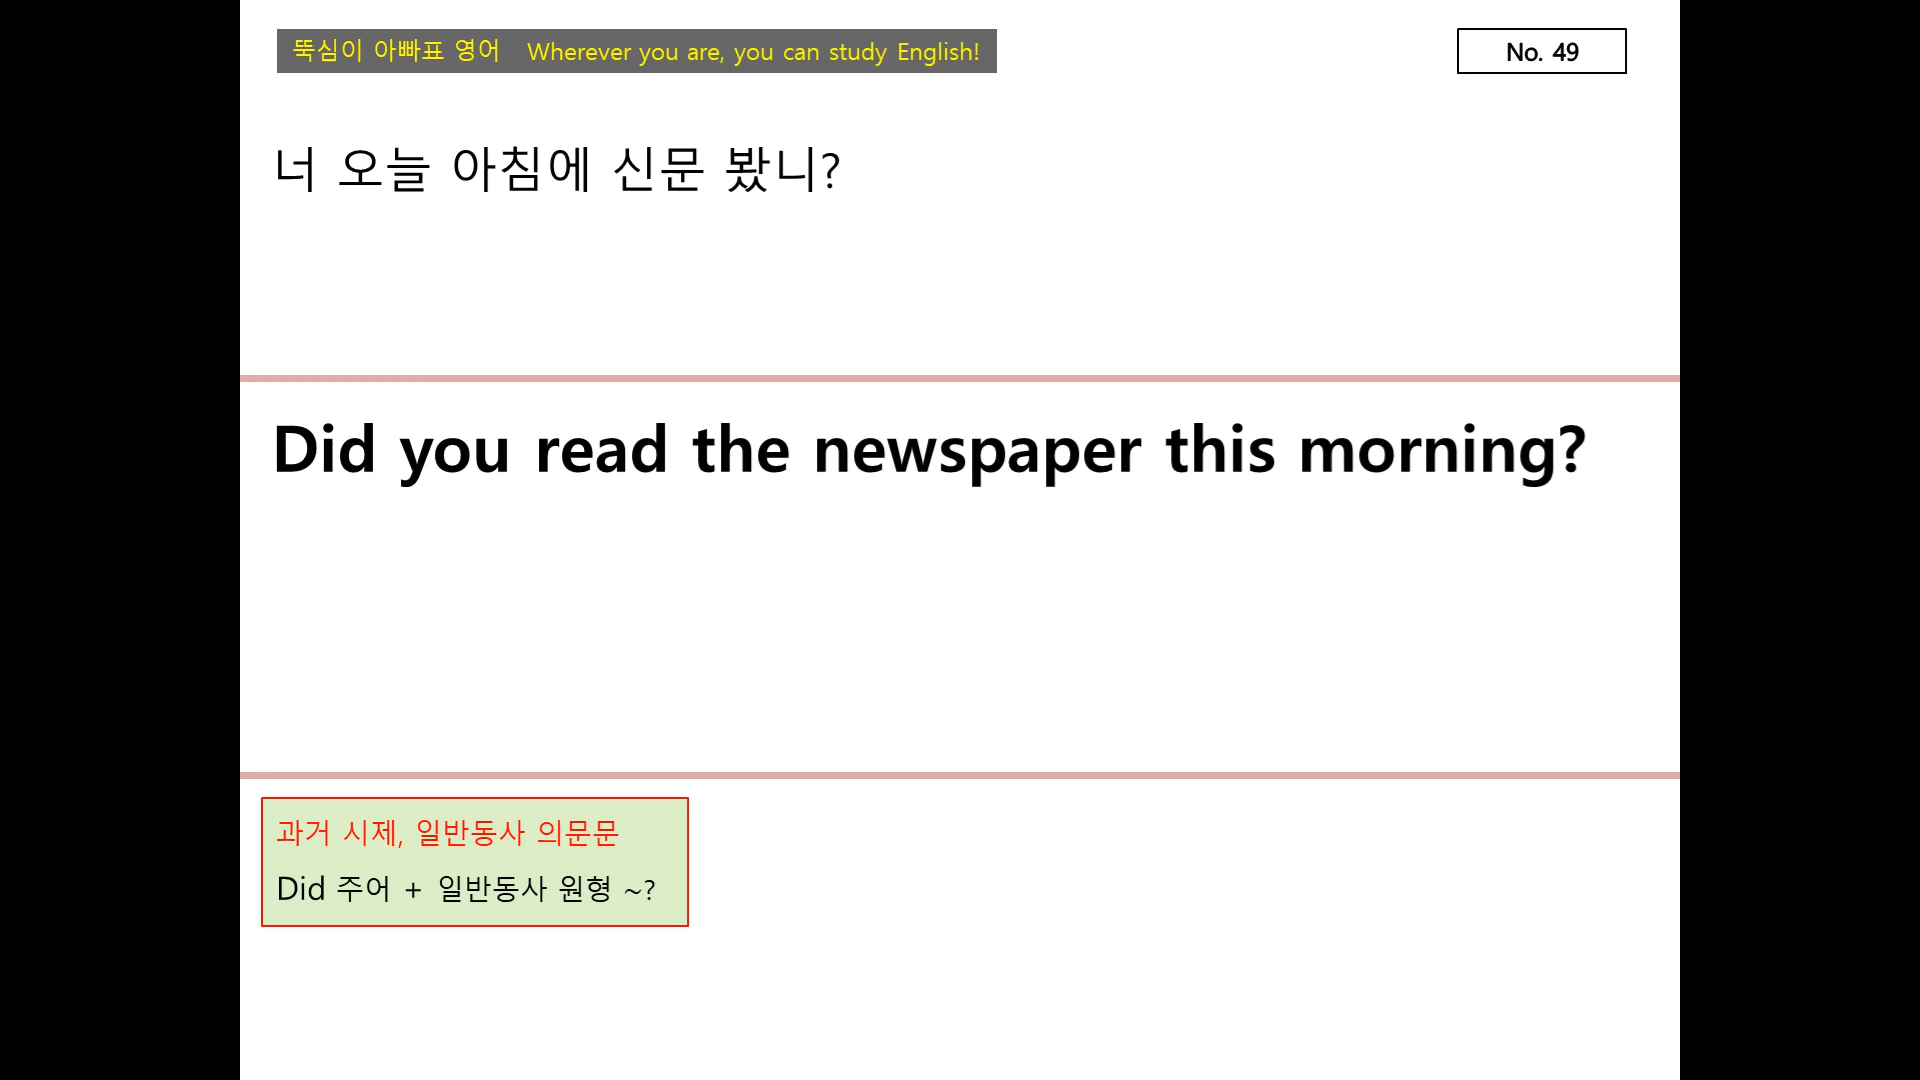 뚝심이 아빠표 영어 Wherever you are, you can study English!
No. 49
너 오늘 아침에 신문 봤니?
Did you read the newspaper this morning?
과거 시제, 일반동사 의문문
Did 주어 + 일반동사 원형 ~?